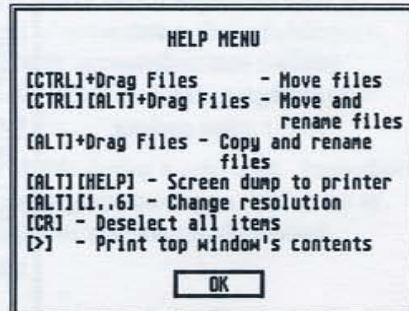 HELP MENU
[CTRL]+Drag Files - Move files
[CTRL][ALT]+Drag Files - Move and
rename files
[ALT]+Drag Files - Copy and rename
files
[ALT][HELP] - Screen dump to printer
[ALT][1..6] - Change resolution
[CR] - Deselect all items
[>] - Print top window's contents
OK